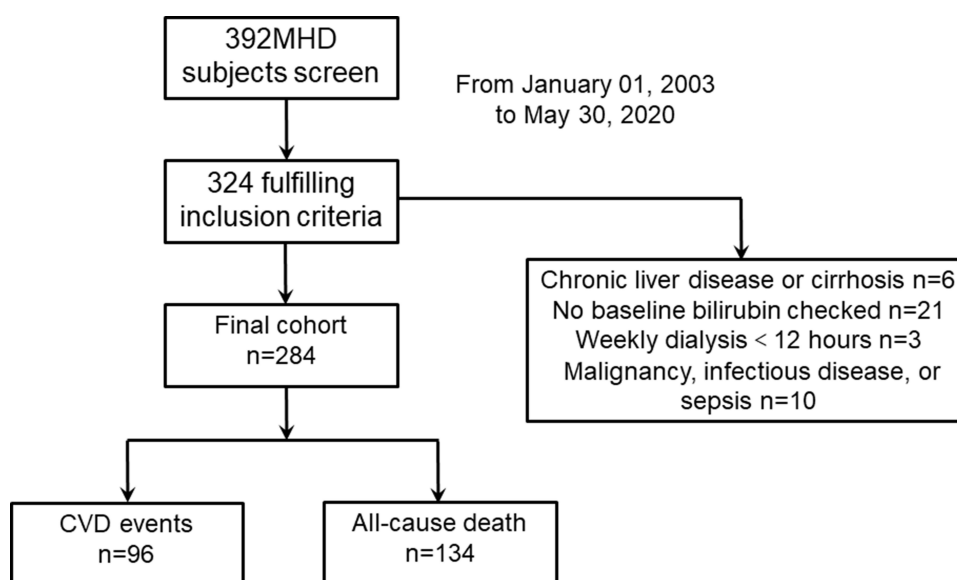 392MHD
subjects screen
From January 01, 2003
to May 30, 2020
324 fulfilling
inclusion criteria
Chronic liver disease or cirrhosis n=6
No baseline bilirubin checked n=21
Weekly dialysis < 12 hours n=3
Malignancy, infectious disease, or
sepsis n=10
Final cohort
n=284
CVD events
n=96
All-cause death
n=134